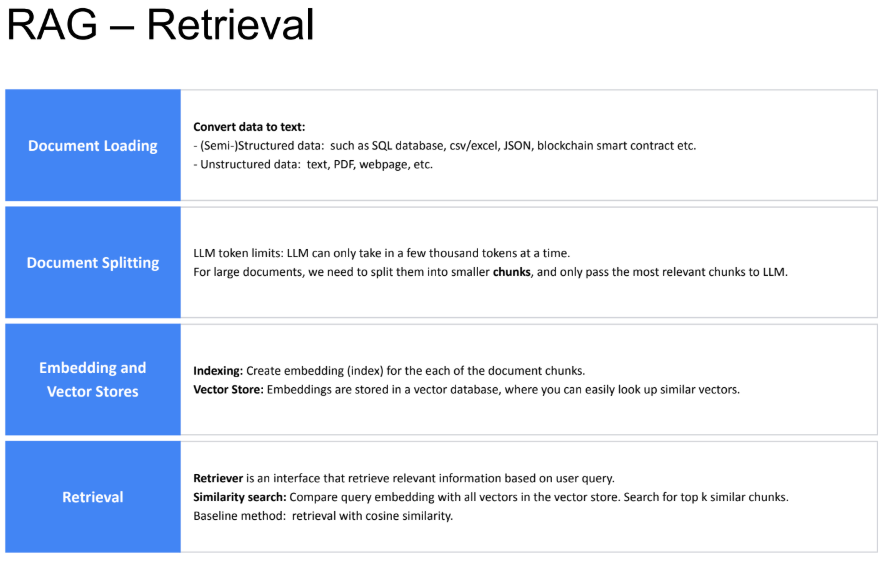 RAG – Retrieval
Document Loading
Convert data to text:
- (Semi-)Structured data:  such as SQL database, csv/excel, JSON, blockchain smart contract etc.
- Unstructured data:  text, PDF, webpage, etc.
Document Splitting
LLM token limits: LLM can only take in a few thousand tokens at a time.
For large documents, we need to split them into smaller chunks, and only pass the most relevant chunks to LLM.
Embedding and
Vector Stores
Indexing: Create embedding (index) for the each of the document chunks.
Vector Store: Embeddings are stored in a vector database, where you can easily look up similar vectors.
Retrieval
Retriever is an interface that retrieve relevant information based on user query.
Similarity search: Compare query embedding with all vectors in the vector store. Search for top k similar chunks.
Baseline method:  retrieval with cosine similarity.